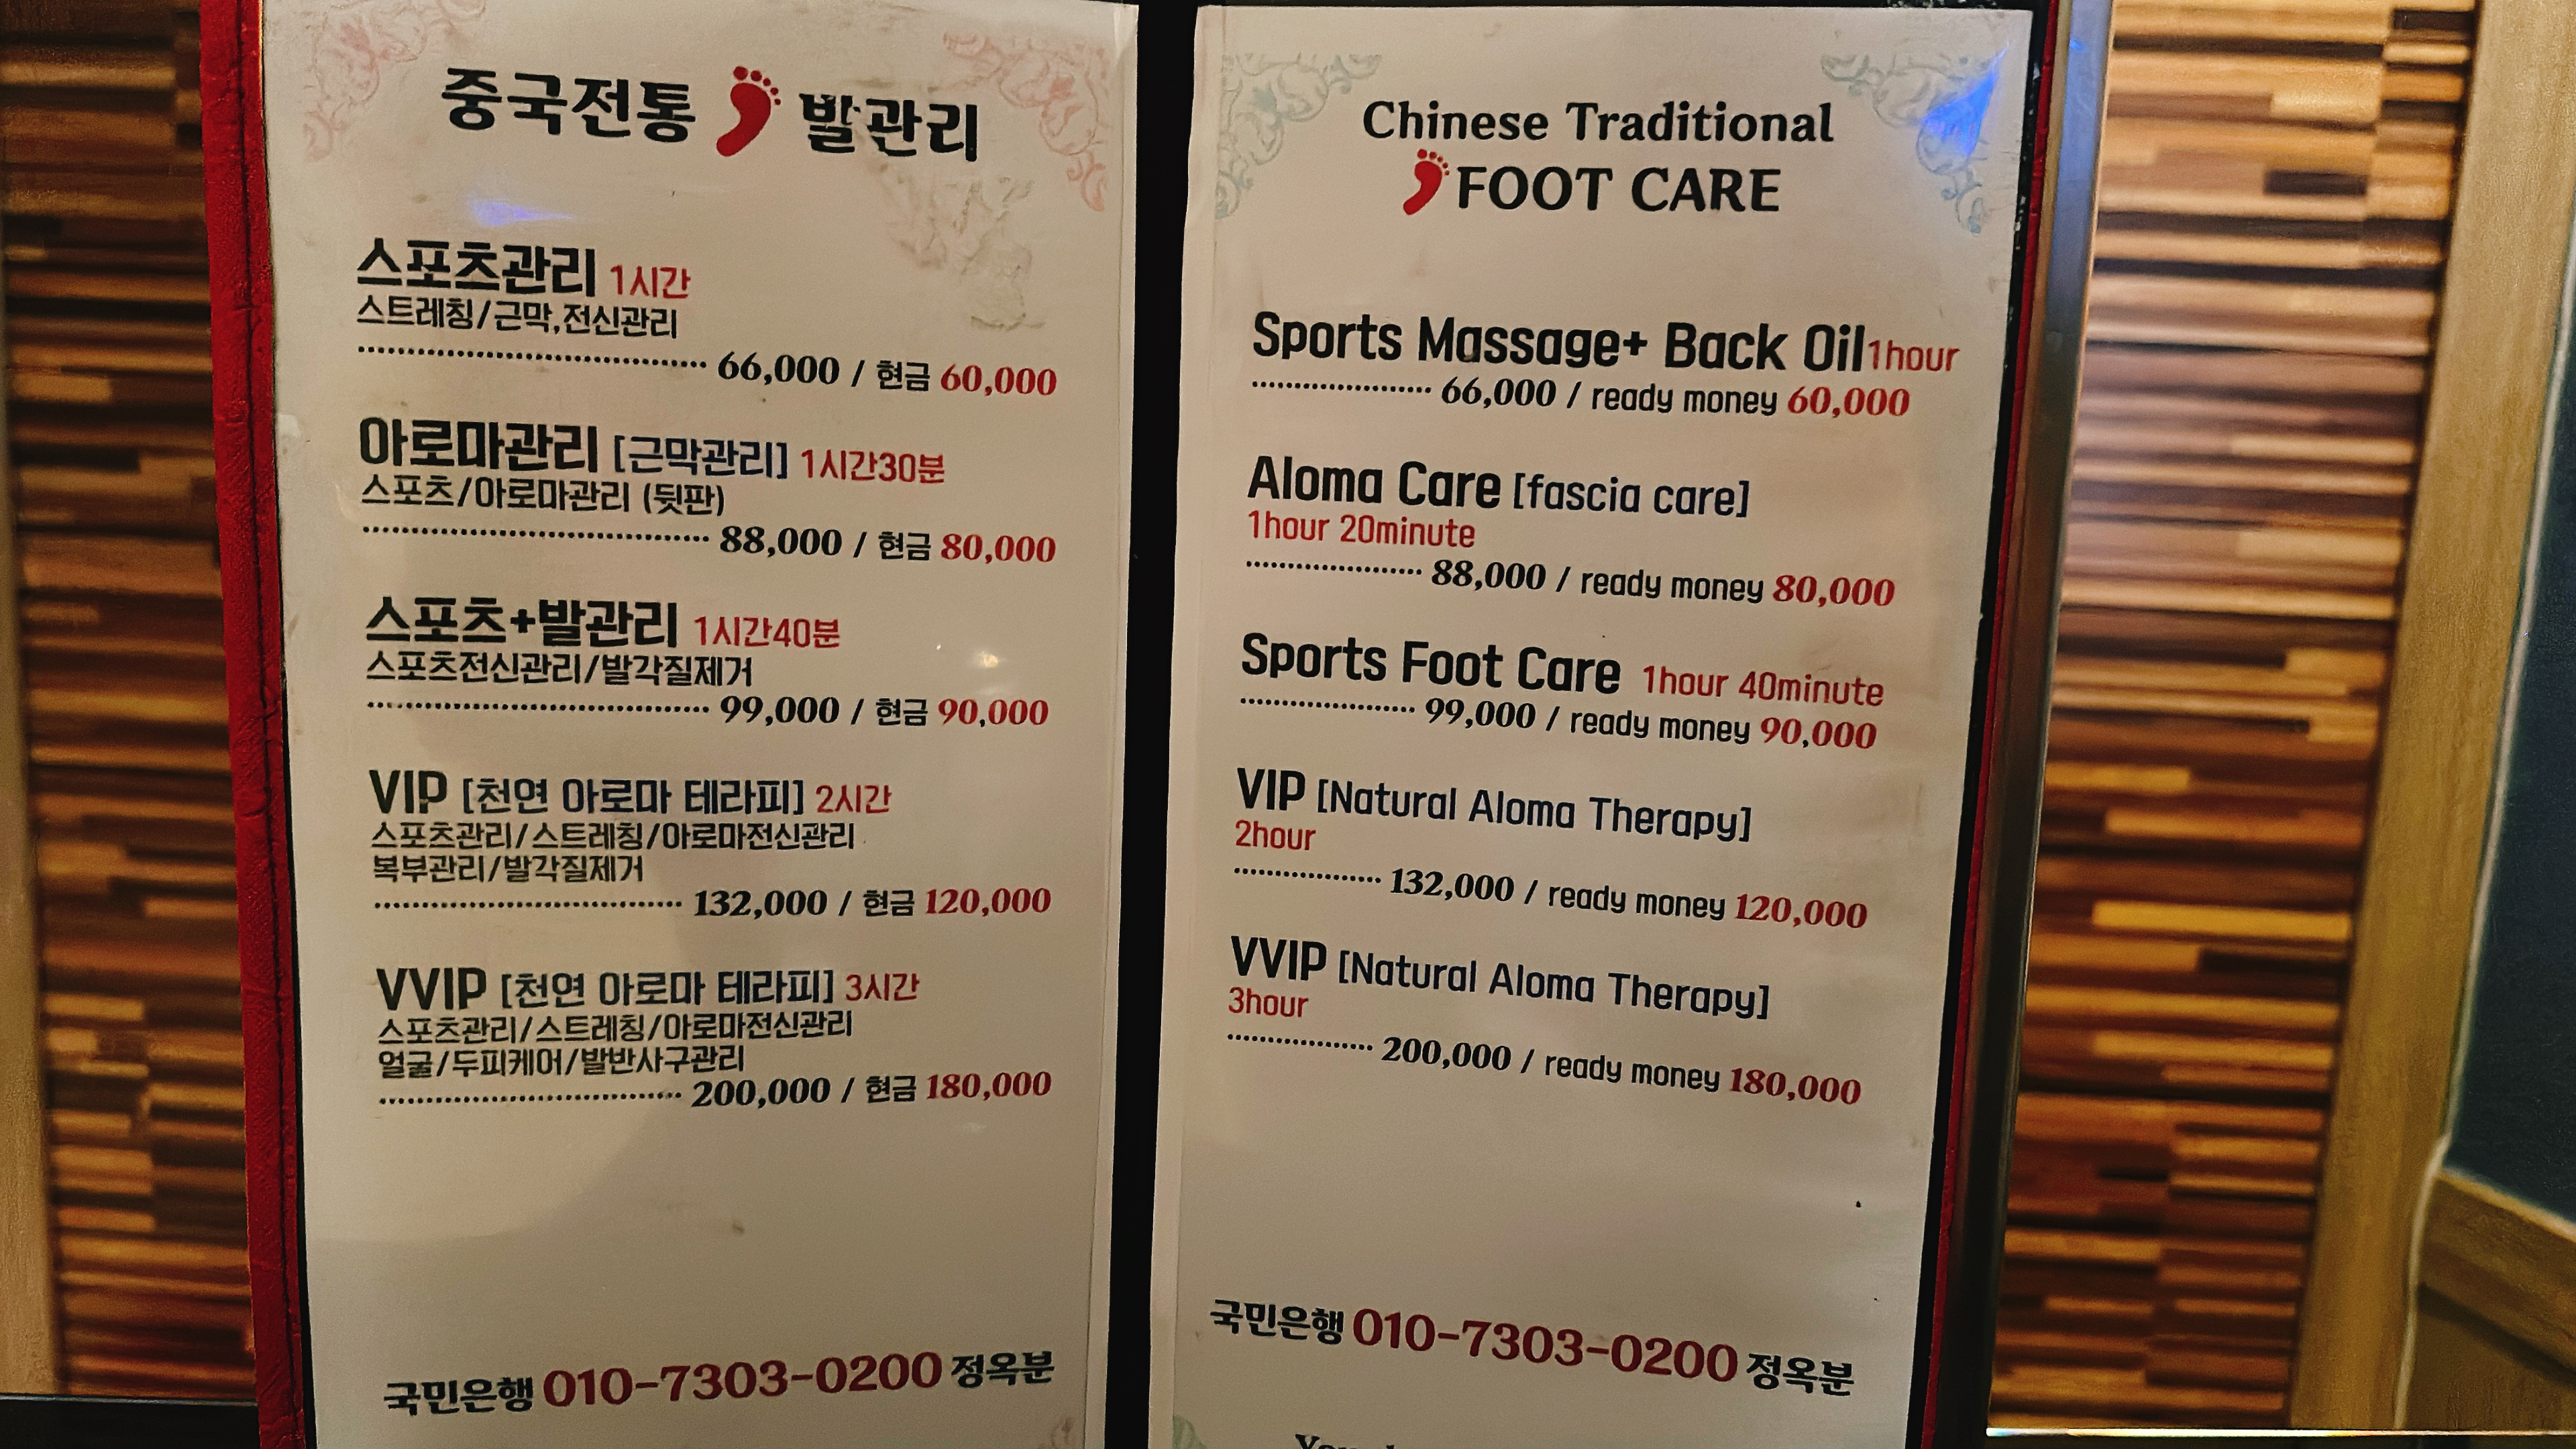 중국전통 발관리
스포츠관리 1시간
스트레칭/근막,전신관리
66,000 / 현금 60,000
아로마관리 [근막관리] 1시간30분
스포츠/아로마관리 (뒷판)
88,000 / 현금 80,000
스포츠+발관리 1시간40분
스포츠전신관리/발각질제거
99,000 / 현금 90,000
VIP [천연 아로마 테라피] 2시간
스포츠관리/스트레칭/아로마전신관리
복부관리/발각질제거
132,000 / 현금 120,000
VVIP [천연 아로마 테라피] 3시간
스포츠관리/스트레칭/아로마전신관리
얼굴/두피케어/발반사구관리
200,000 / 현금 180,000
국민은행 010-7303-0200 정옥분
Chinese Traditional
FOOT CARE
Sports Massage+ Back Oil 1hour
66,000 / ready money 60,000
Aloma Care [fascia care]
1hour 20minute
88,000 / ready money 80,000
Sports Foot Care 1hour 40minute
99,000 / ready money 90,000
VIP [Natural Aloma Therapy]
2hour
132,000 / ready money 120,000
VVIP [Natural Aloma Therapy]
3hour
200,000 / ready money 180,000
국민은행 010-7303-0200 정옥분